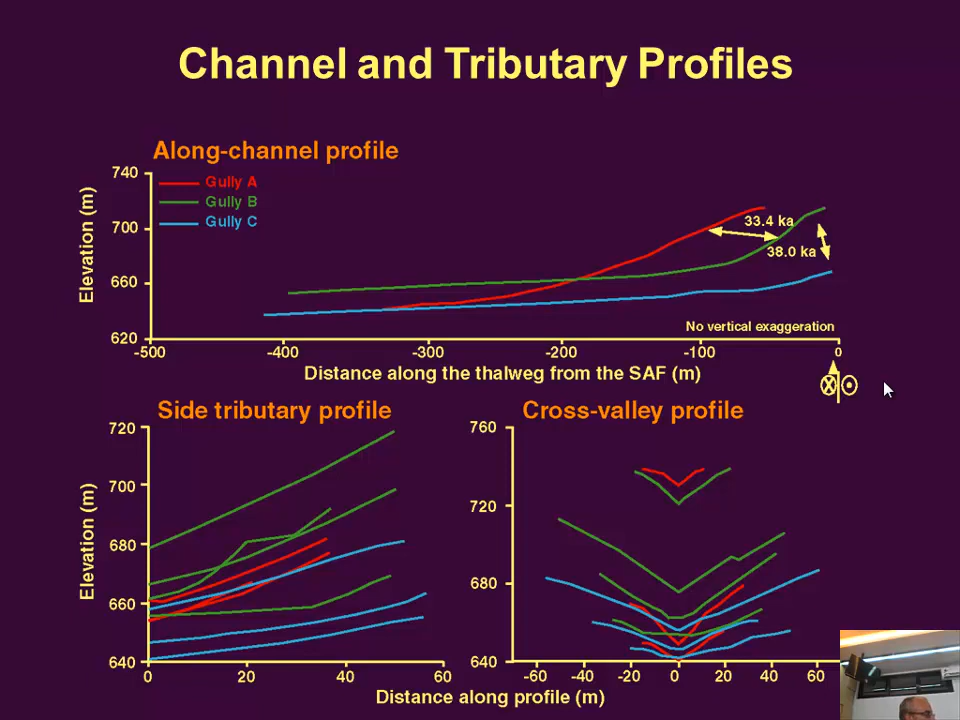 Channel and Tributary Profiles
Along-channel profile
Elevation (m)
740
700
660
620
Gully A
Gully B
Gully C
33.4 ka
38.0 ka
No vertical exaggeration
-500 -400 -300 -200 -100 0
Distance along the thalweg from the SAF (m)
Side tributary profile
Elevation (m)
720
700
680
660
640
0 20 40 60
Cross-valley profile
760
720
680
640
-60 -40 -20 0 20 40 60
Distance along profile (m)